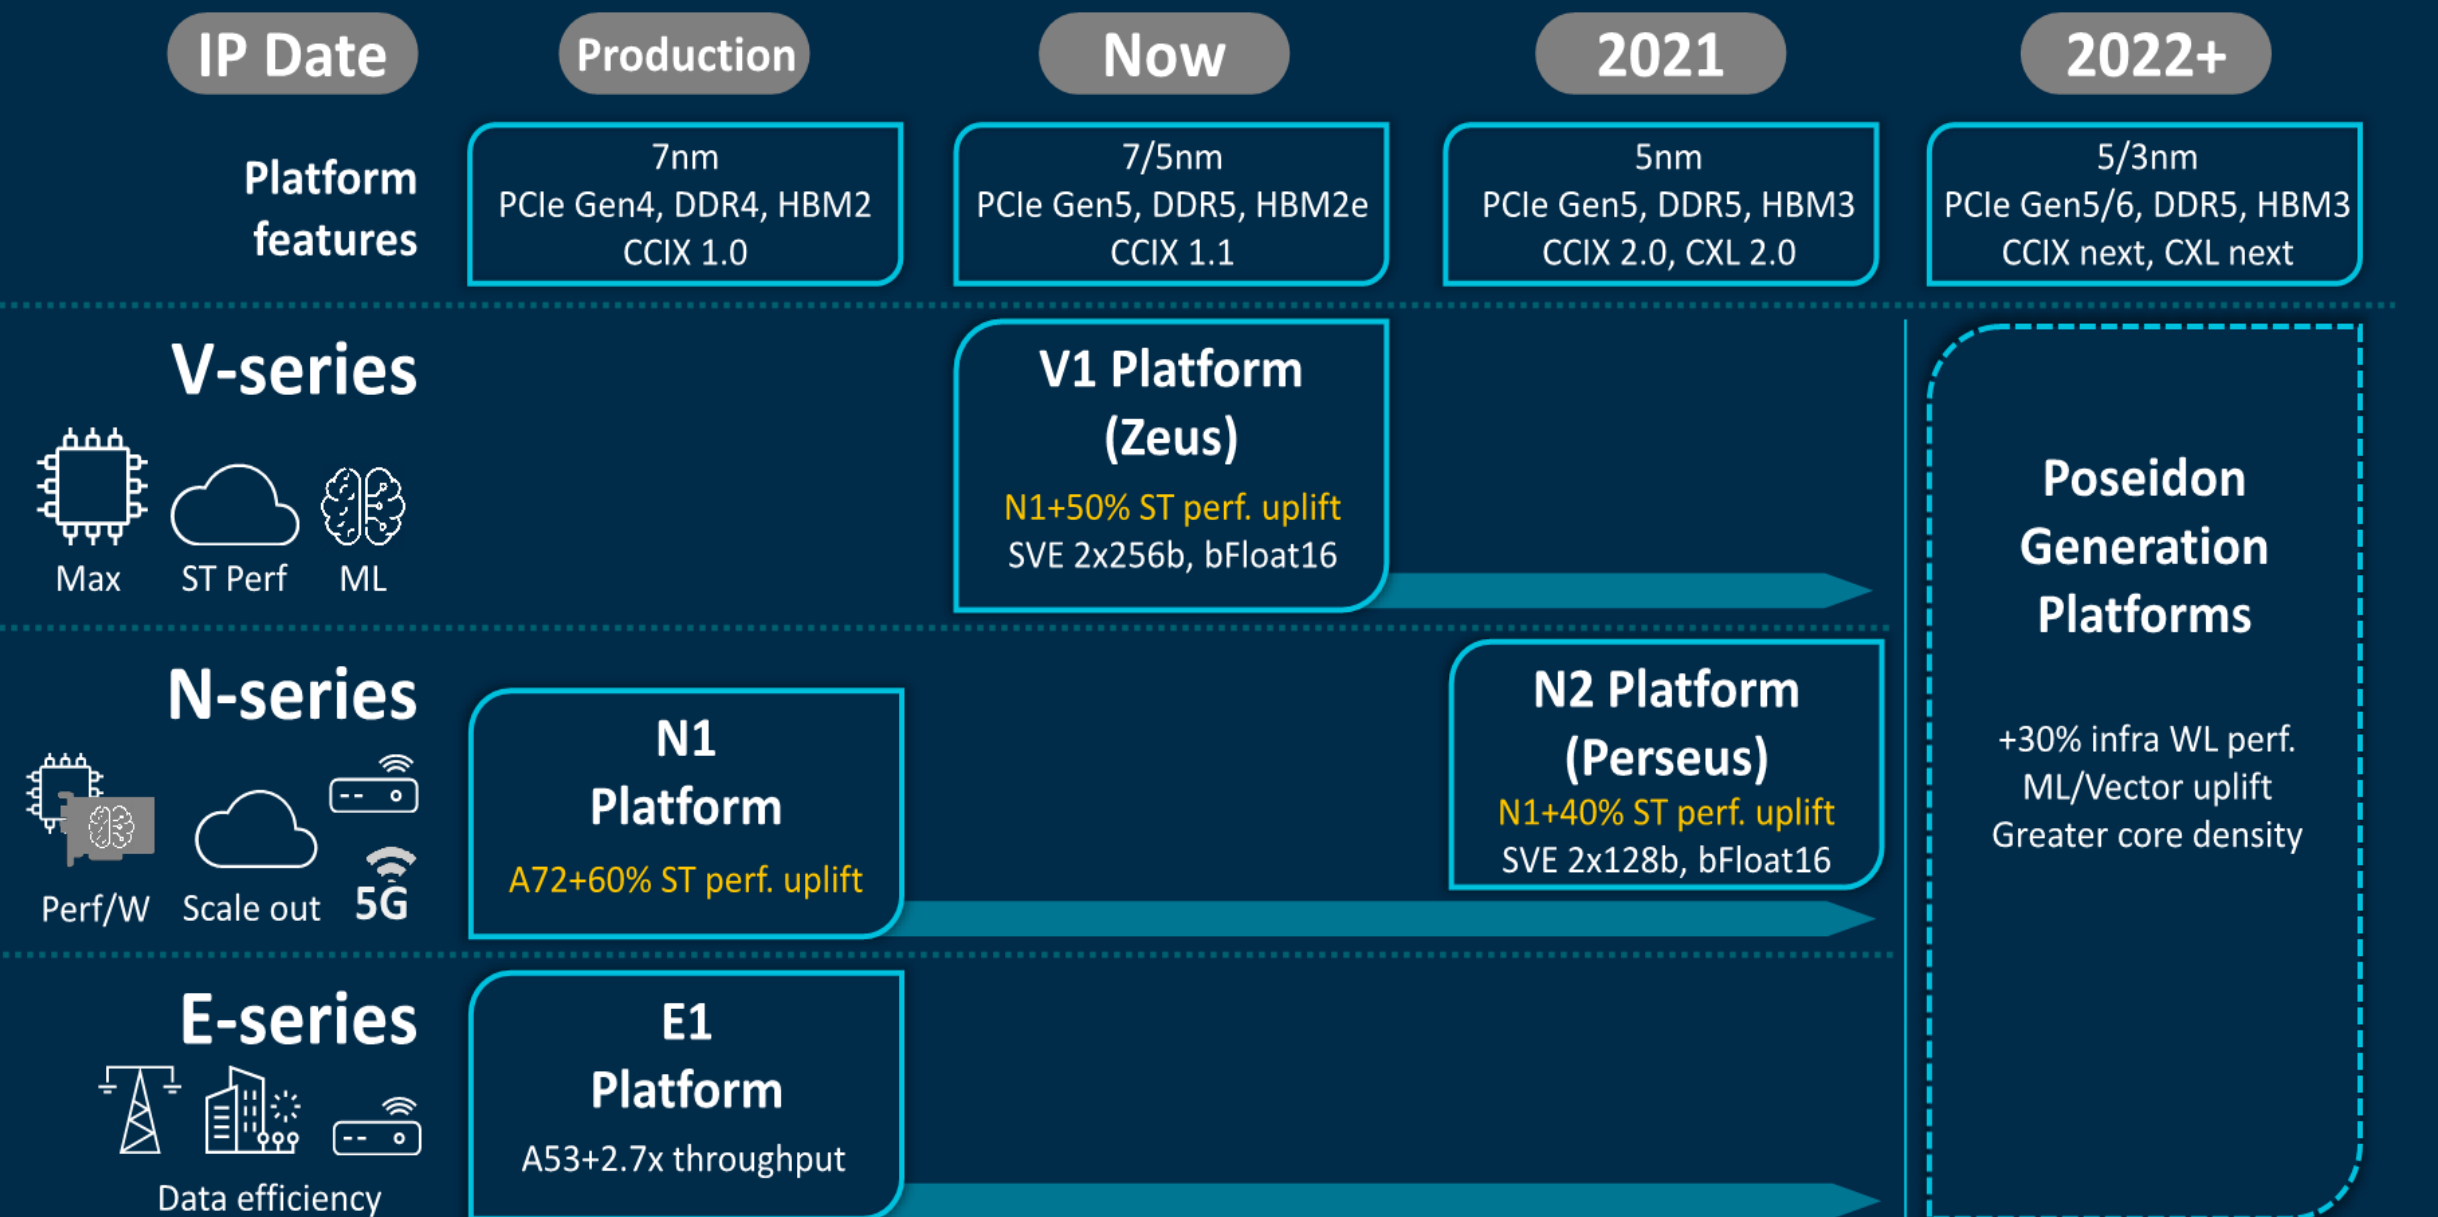 IP Date
Production
Now
2021
2022+
Platform
features
7nm
PCIe Gen4, DDR4, HBM2
CCIX 1.0
7/5nm
PCIe Gen5, DDR5, HBM2e
CCIX 1.1
5nm
PCIe Gen5, DDR5, HBM3
CCIX 2.0, CXL 2.0
5/3nm
PCIe Gen5/6, DDR5, HBM3
CCIX next, CXL next
V-series
Max
ST Perf
ML
V1 Platform
(Zeus)
N1+50% ST perf. uplift
SVE 2x256b, bFloat16
N-series
Perf/W
Scale out
5G
N1
Platform
A72+60% ST perf. uplift
N2 Platform
(Perseus)
N1+40% ST perf. uplift
SVE 2x128b, bFloat16
E-series
Data efficiency
E1
Platform
A53+2.7x throughput
Poseidon
Generation
Platforms
+30% infra WL perf.
ML/Vector uplift
Greater core density